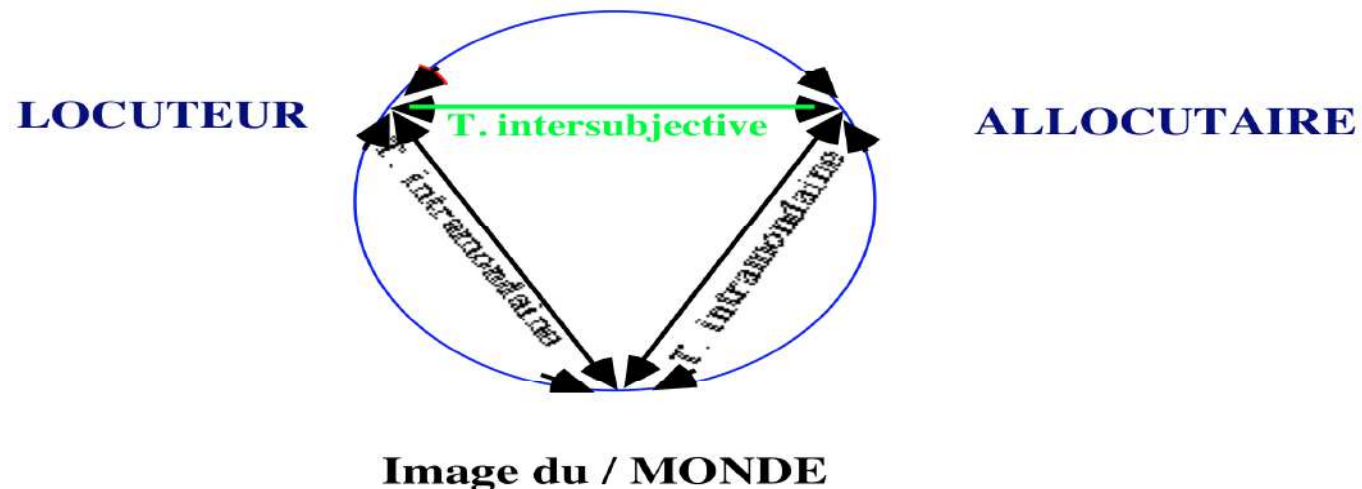 LOCUTEUR
ALLOCUTAIRE
T. intersubjective
T. intramondaine
T. intramondaine
Image du / MONDE